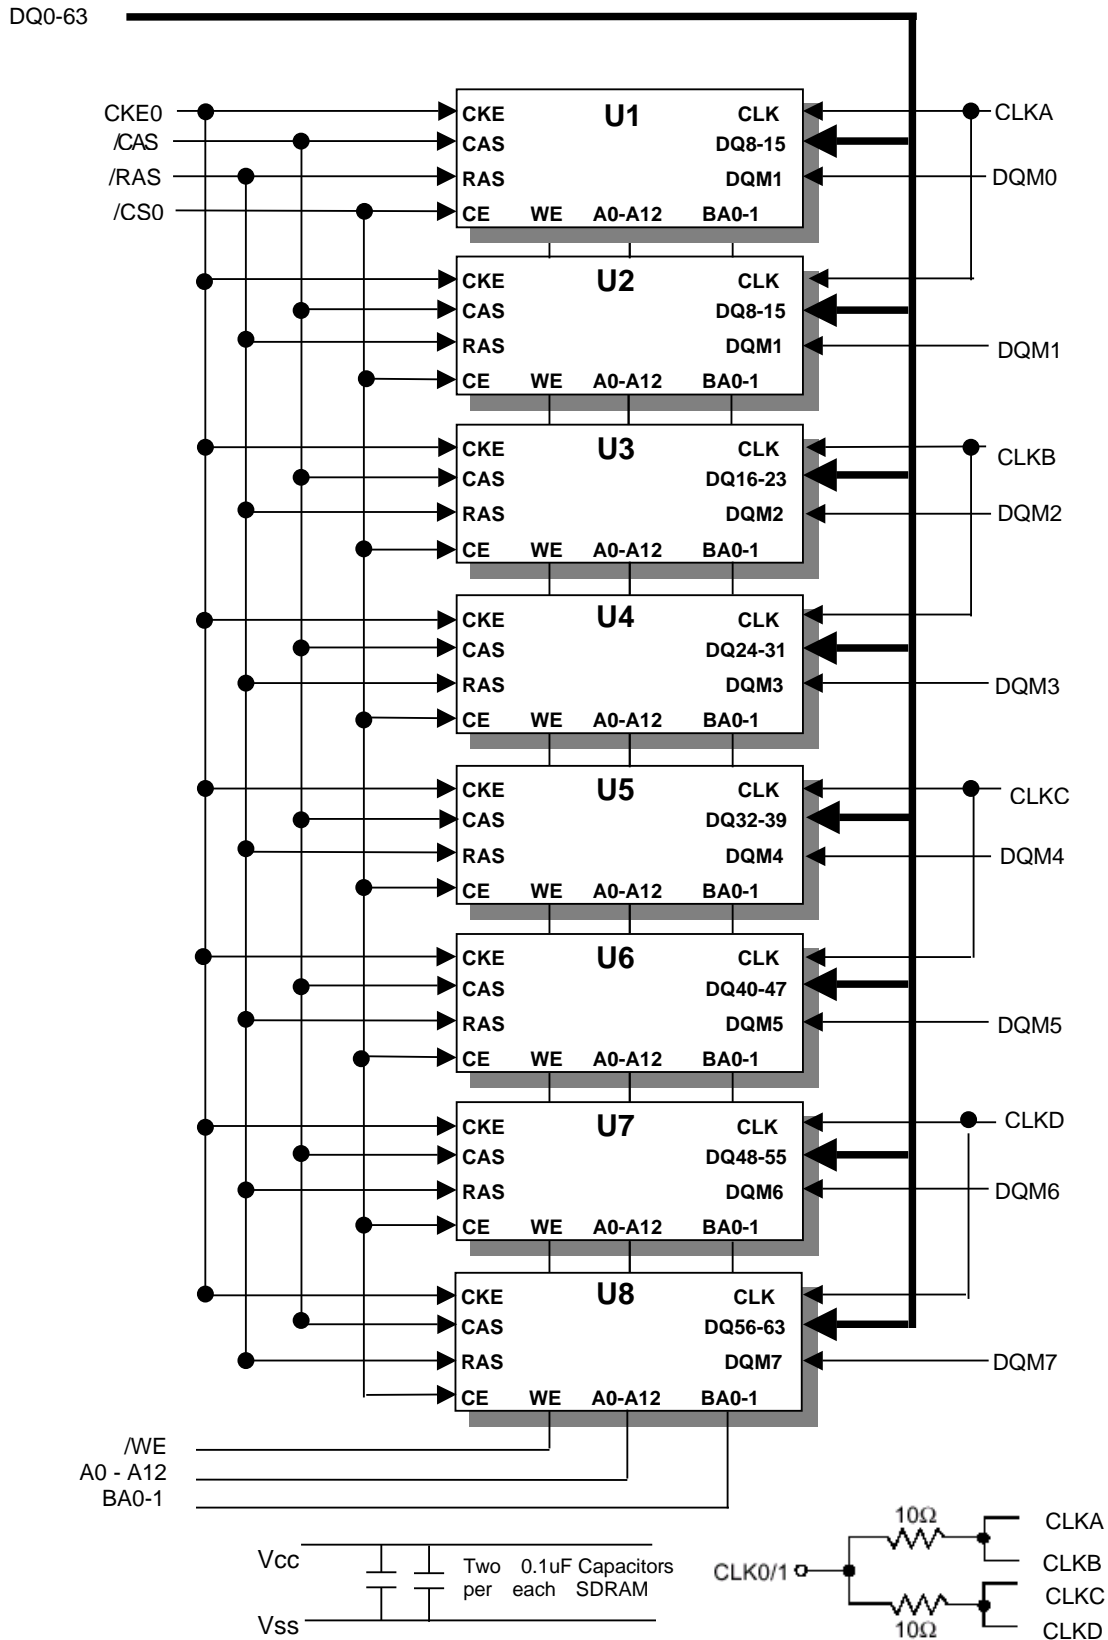 DQ0-63
CKE0
/CAS
/RAS
/CS0
U1
CKE
CAS
RAS
CE WE A0-A12 BA0-1
CLK
DQ8-15
DQM1
CLKA
DQM0
U2
CKE
CAS
RAS
CE WE A0-A12 BA0-1
CLK
DQ8-15
DQM1
DQM1
U3
CKE
CAS
RAS
CE WE A0-A12 BA0-1
CLK
DQ16-23
DQM2
CLKB
DQM2
U4
CKE
CAS
RAS
CE WE A0-A12 BA0-1
CLK
DQ24-31
DQM3
DQM3
U5
CKE
CAS
RAS
CE WE A0-A12 BA0-1
CLK
DQ32-39
DQM4
CLKC
DQM4
U6
CKE
CAS
RAS
CE WE A0-A12 BA0-1
CLK
DQ40-47
DQM5
DQM5
U7
CKE
CAS
RAS
CE WE A0-A12 BA0-1
CLK
DQ48-55
DQM6
CLKD
DQM6
U8
CKE
CAS
RAS
CE WE A0-A12 BA0-1
CLK
DQ56-63
DQM7
DQM7
/WE
A0 - A12
BA0-1
Vcc
Two 0.1uF Capacitors
per each SDRAM
Vss
CLK0/1
10Ω
10Ω
CLKA
CLKB
CLKC
CLKD